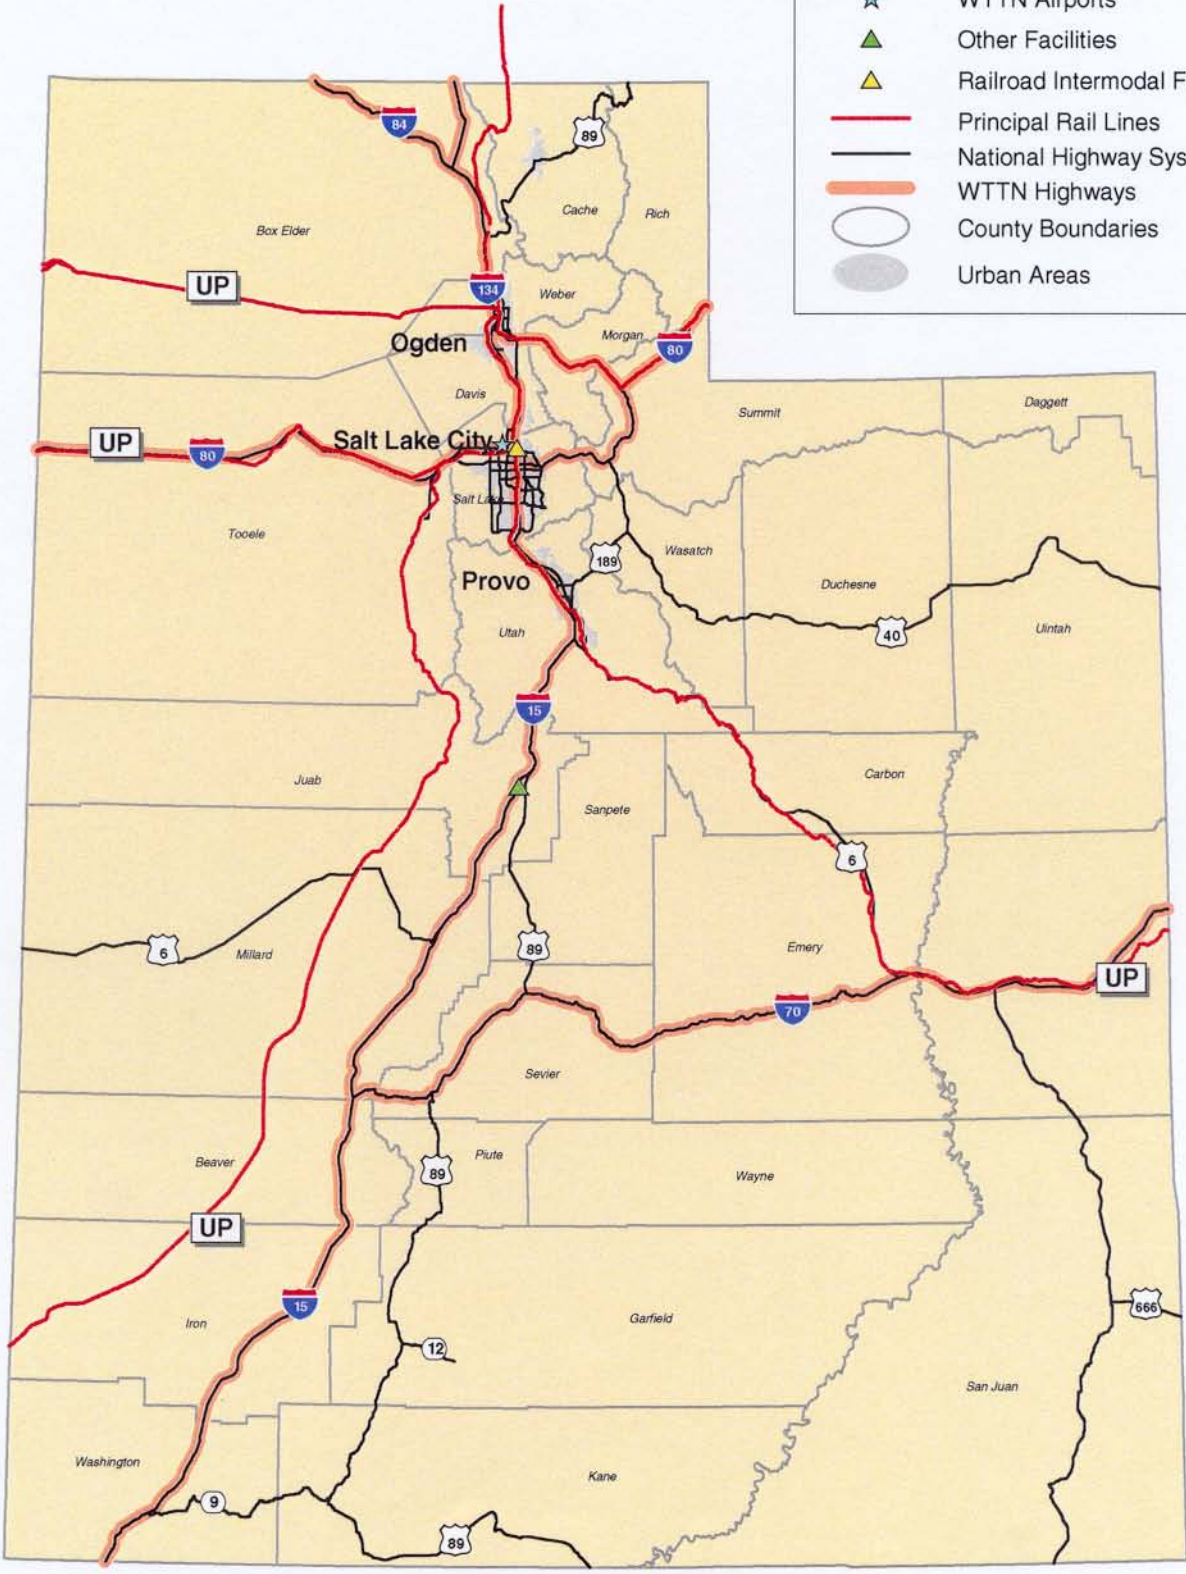 WTTN Airports
Other Facilities
Railroad Intermodal F
Principal Rail Lines
National Highway Sys
WTTN Highways
County Boundaries
Urban Areas
84
89
Cache
Rich
Box Elder
UP
134
Weber
Ogden
Morgan
80
Davis
Summit
Daggett
UP
80
Salt Lake City
Salt Lake
Tooele
189
Wasatch
Provo
Duchesne
Utah
40
Uintah
15
Juab
Carbon
Sanpete
6
6
Millard
89
Emery
UP
70
Sevier
Beaver
89
Piute
Wayne
UP
15
Iron
Garfield
12
666
San Juan
Washington
9
Kane
89